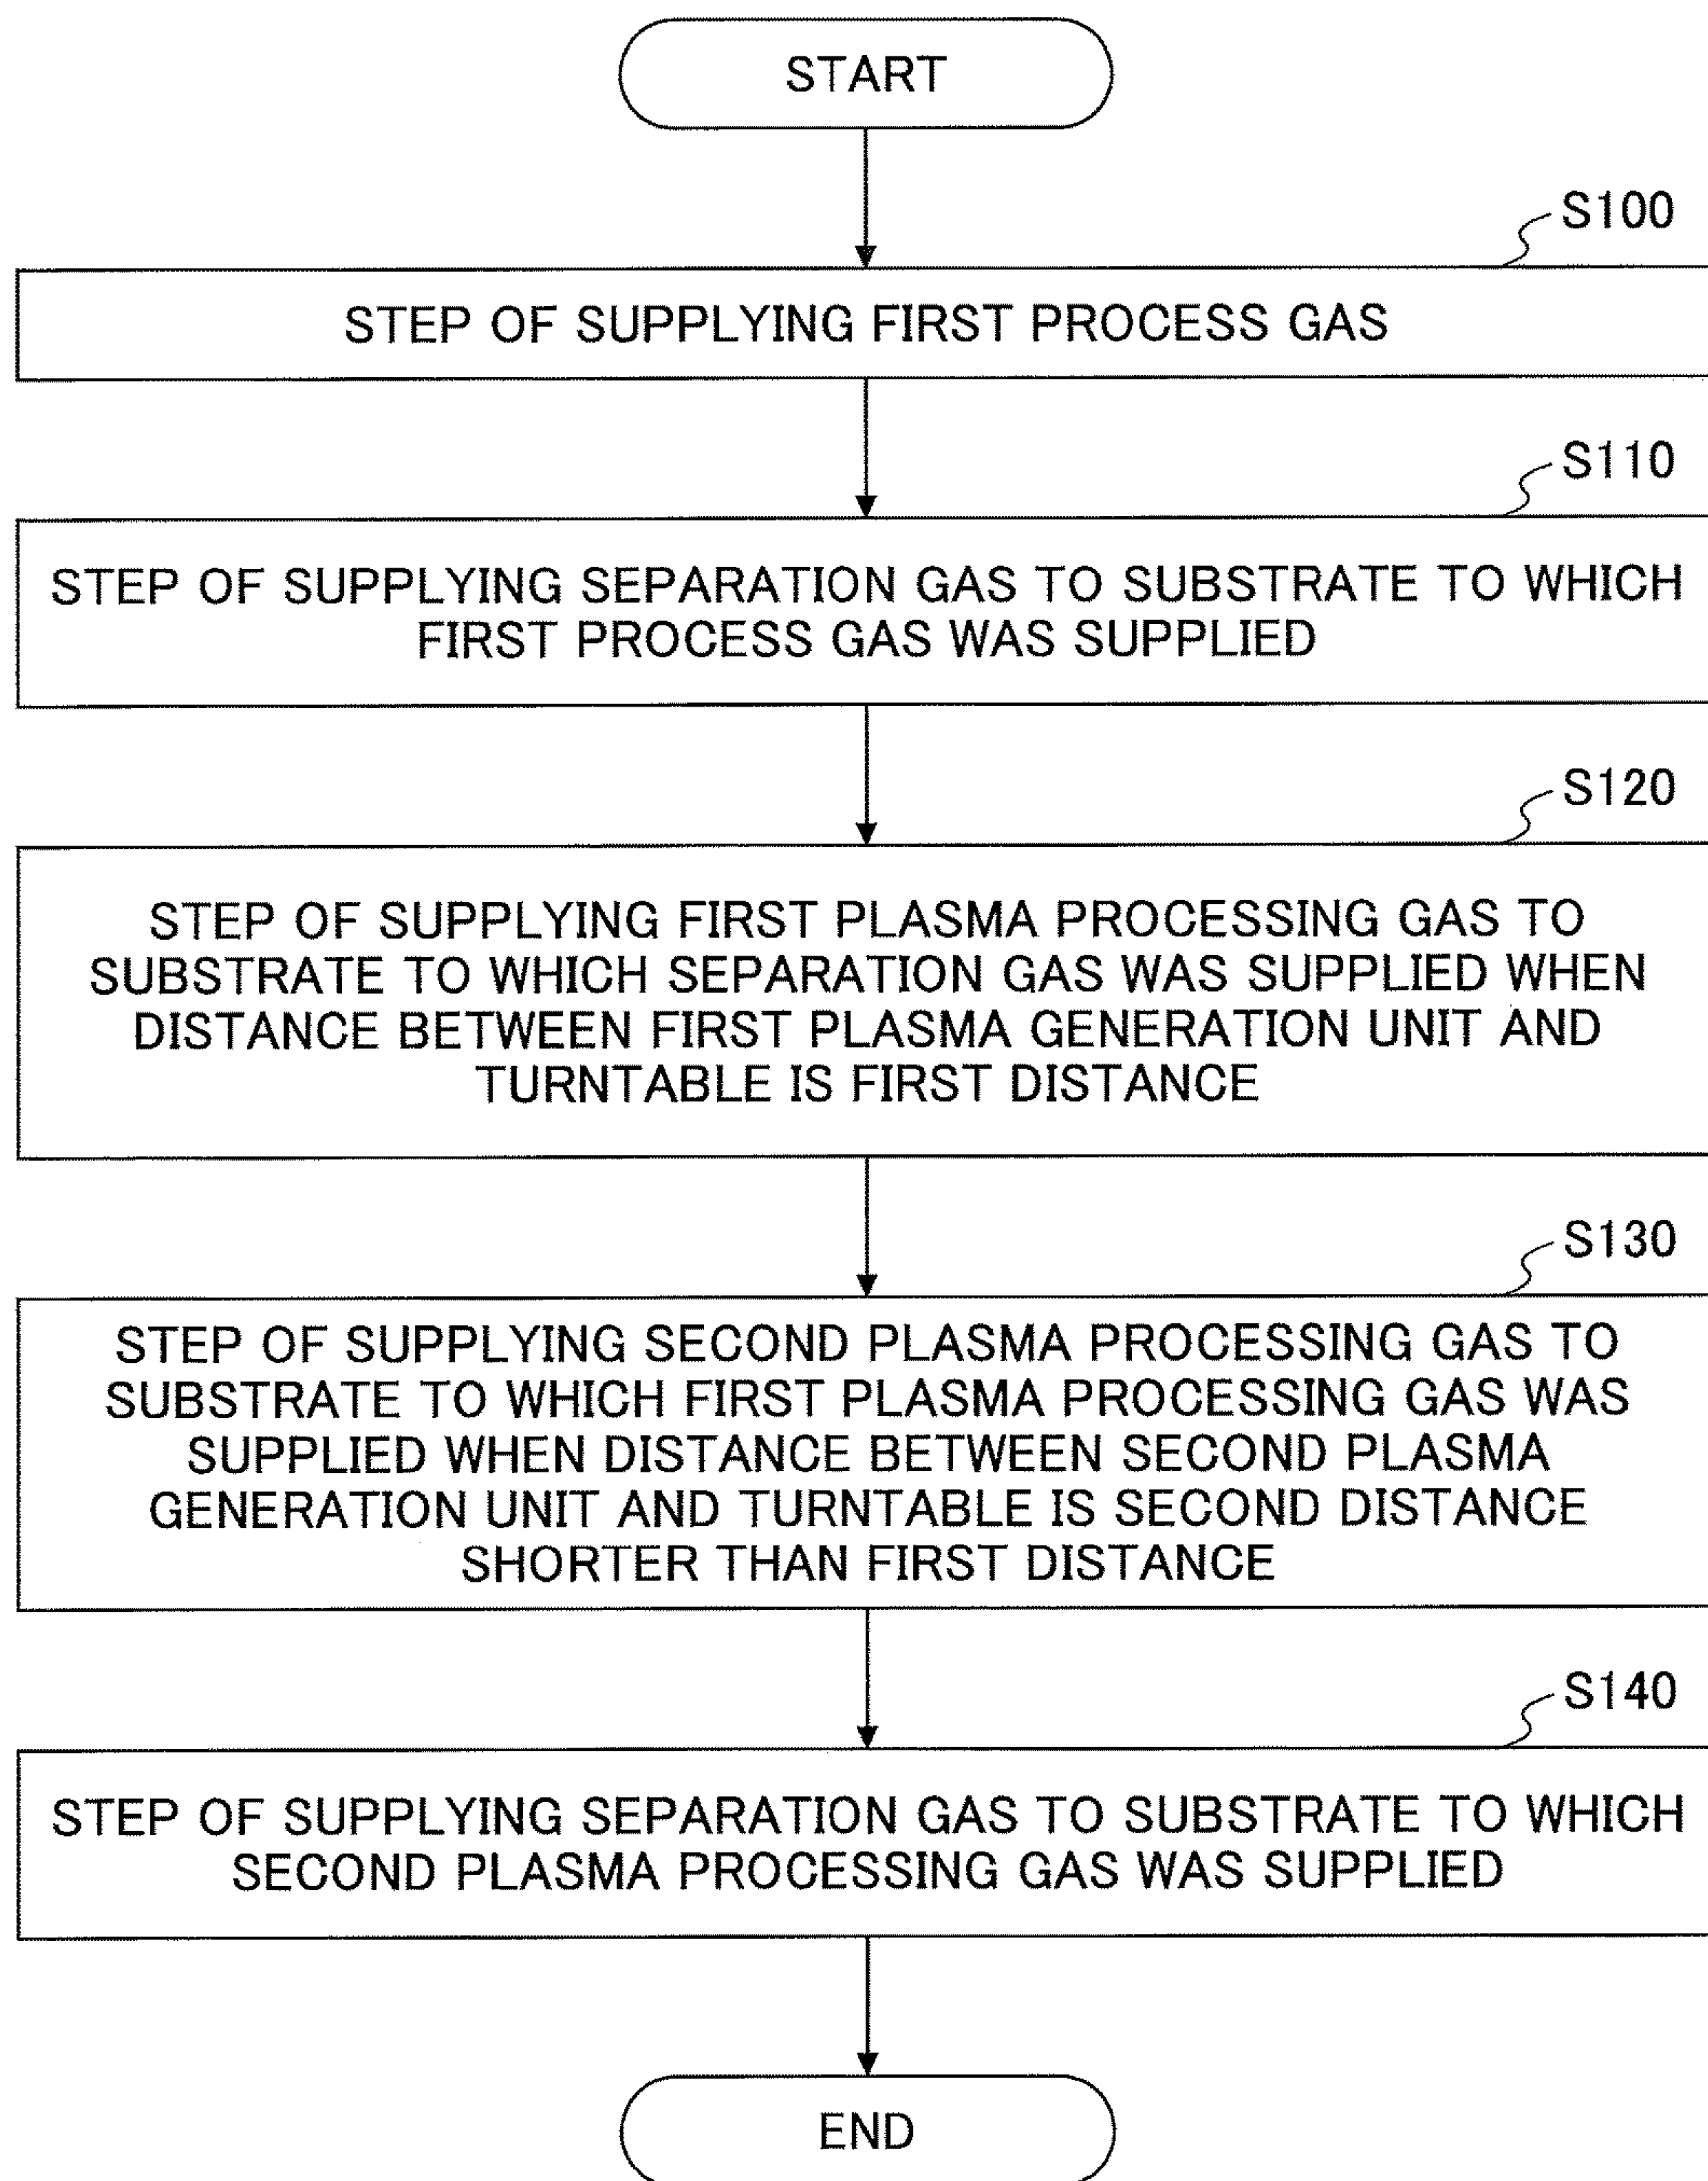 START
S100
STEP OF SUPPLYING FIRST PROCESS GAS
S110
STEP OF SUPPLYING SEPARATION GAS TO SUBSTRATE TO WHICH
FIRST PROCESS GAS WAS SUPPLIED
S120
STEP OF SUPPLYING FIRST PLASMA PROCESSING GAS TO
SUBSTRATE TO WHICH SEPARATION GAS WAS SUPPLIED WHEN
DISTANCE BETWEEN FIRST PLASMA GENERATION UNIT AND
TURNTABLE IS FIRST DISTANCE
S130
STEP OF SUPPLYING SECOND PLASMA PROCESSING GAS TO
SUBSTRATE TO WHICH FIRST PLASMA PROCESSING GAS WAS
SUPPLIED WHEN DISTANCE BETWEEN SECOND PLASMA
GENERATION UNIT AND TURNTABLE IS SECOND DISTANCE
SHORTER THAN FIRST DISTANCE
S140
STEP OF SUPPLYING SEPARATION GAS TO SUBSTRATE TO WHICH
SECOND PLASMA PROCESSING GAS WAS SUPPLIED
END